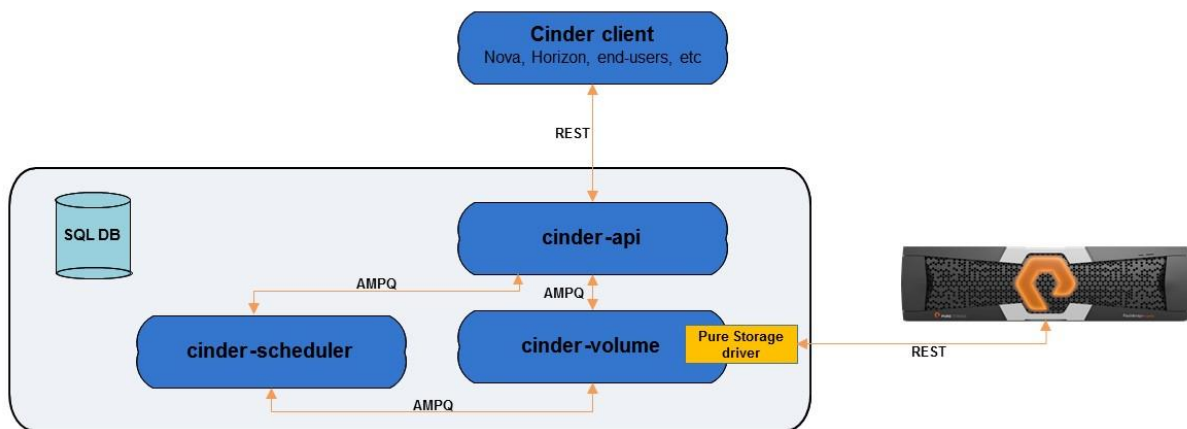 Cinder client
Nova, Horizon, end-users, etc
REST
SQL DB
cinder-api
AMPQ
AMPQ
cinder-scheduler
cinder-volume
Pure Storage
driver
REST
AMPQ